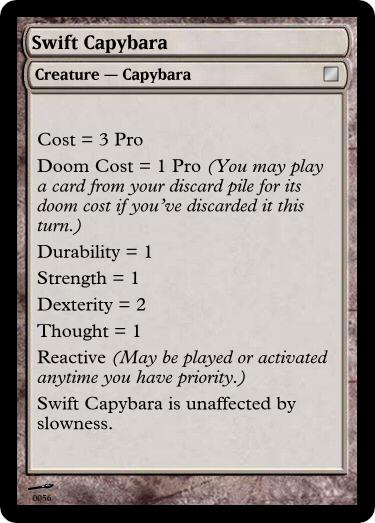 Swift Capybara
Creature — Capybara
Cost = 3 Pro
Doom Cost = 1 Pro (You may play
a card from your discard pile for its
doom cost if you've discarded it this
turn.)
Durability = 1
Strength = 1
Dexterity = 2
Thought = 1
Reactive (May be played or activated
anytime you have priority.)
Swift Capybara is unaffected by
slowness.
0056